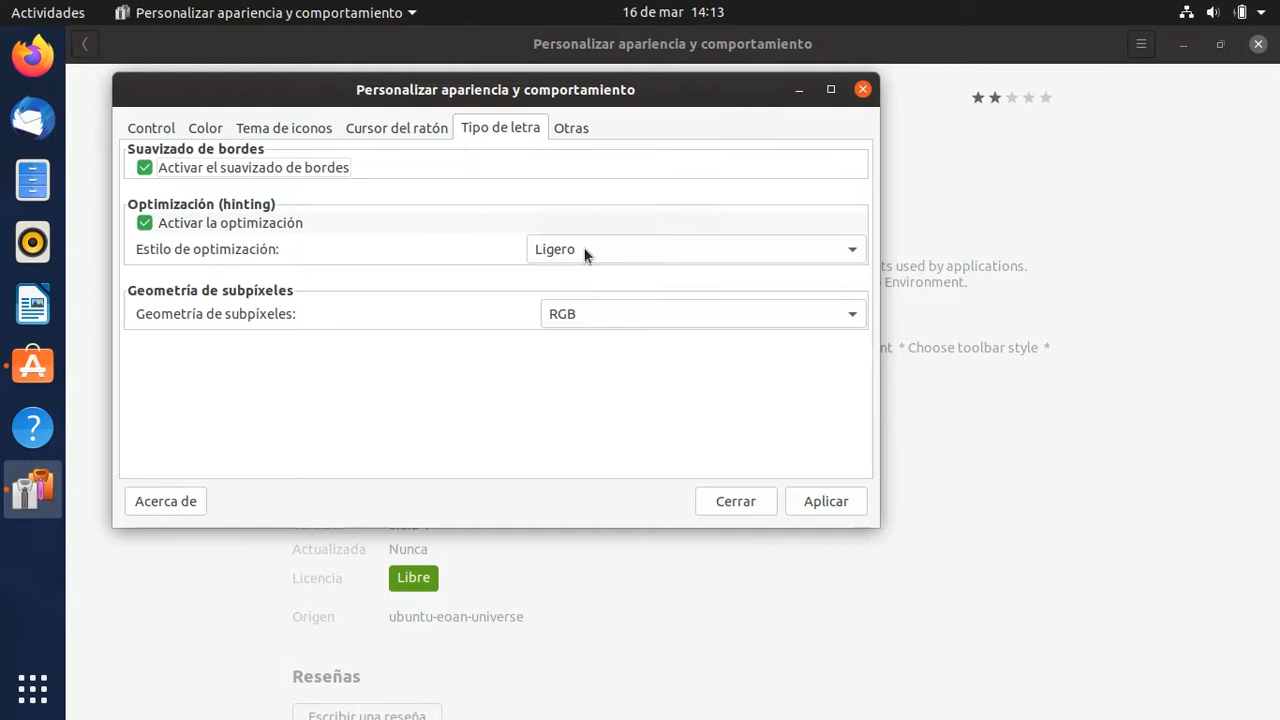 Actividades
Personalizar apariencia y comportamiento
16 de mar 14:13
Personalizar apariencia y comportamiento
Personalizar apariencia y comportamiento
Control
Color
Tema de iconos
Cursor del ratón
Tipo de letra
Otras
Suavizado de bordes
Activar el suavizado de bordes
Optimización (hinting)
Activar la optimización
Estilo de optimización:
Ligero
Geometría de subpíxeles
Geometría de subpíxeles:
RGB
Acerca de
Cerrar
Aplicar
ts used by applications.
Environment.
nt * Choose toolbar style *
Actualizada
Nunca
Licencia
Libre
Origen
ubuntu-eoan-universe
Reseñas
Escribir una reseña